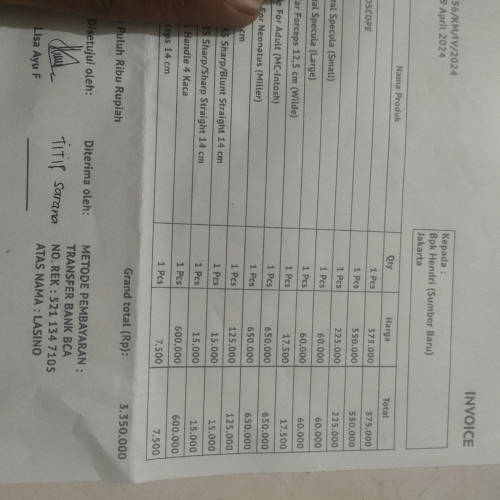 INVOICE
56/KM/IV/2024
9 April 2024
Kepada :
Bpk Hendri (Sumber Baru)
Jakarta
Nama Produk Qty Harga Total
1 Pcs 375.000 375.000
OSCOPE 1 Pcs 550.000 550.000
1 Pcs 225.000 225.000
ral Specula (Small) 1 Pcs 60.000 60.000
ral Specula (Large) 1 Pcs 60.000 60.000
ar Forceps 12,5 cm (Wilde) 1 Pcs 17.500 17.500
e For Adult (MC-Intosh) 1 Pcs 650.000 650.000
For Neonatus (Miller) 1 Pcs 650.000 650.000
cm 1 Pcs 125.000 125.000
ES Sharp/Blunt Straight 14 cm 1 Pcs 15.000 15.000
ES Sharp/Sharp Straight 14 cm 1 Pcs 15.000 15.000
l Handle 4 Kaca 1 Pcs 600.000 600.000
ceps 14 cm 1 Pcs 7.500 7.500
Grand total (Rp): 3.350.000
Puluh Ribu Rupiah
Disetujui oleh: Diterima oleh:
Titip Sarana
Lisa Ayu F
METODE PEMBAYARAN :
TRANSFER BANK BCA
NO. REK : 521 134 7105
ATAS NAMA : LASINO